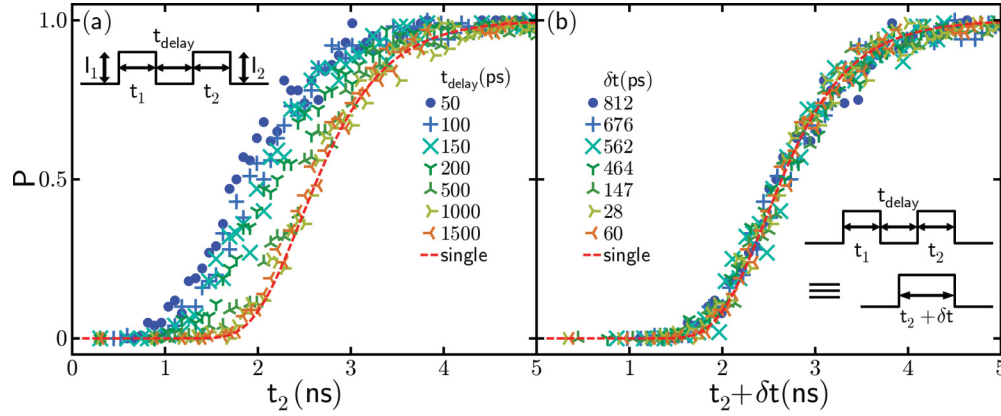 (a)
t_delay
I_1
I_2
t_1 t_2
t_delay(ps)
50
100
150
200
500
1000
1500
single
P
1.0
0.5
0
0 1 2 3 4 5
t_2 (ns)
(b)
δt(ps)
812
676
562
464
147
28
60
single
t_delay
t_1 t_2
≡
t_2 + δt
1 2 3 4 5
t_2 + δt(ns)